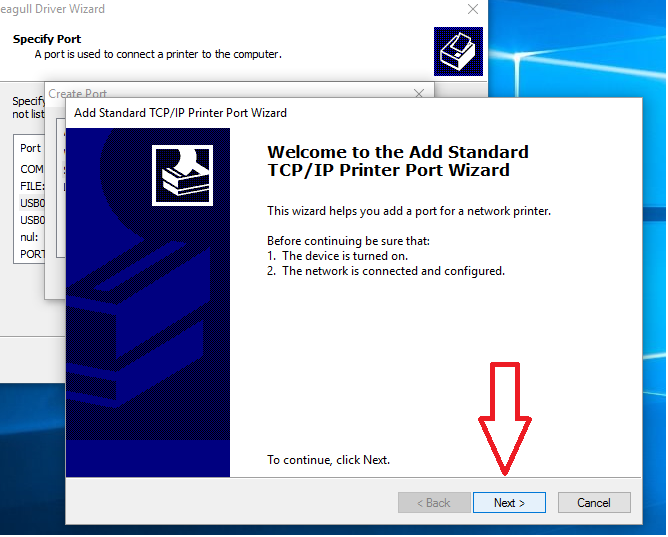 eagull Driver Wizard
Specify Port
A port is used to connect a printer to the computer.
Create Port
Specify
not list
Port
COM
FILE:
USB0
USB0
nul:
PORT
Add Standard TCP/IP Printer Port Wizard
Welcome to the Add Standard
TCP/IP Printer Port Wizard
This wizard helps you add a port for a network printer.
Before continuing be sure that:
1. The device is turned on.
2. The network is connected and configured.
To continue, click Next.
< Back
Next >
Cancel